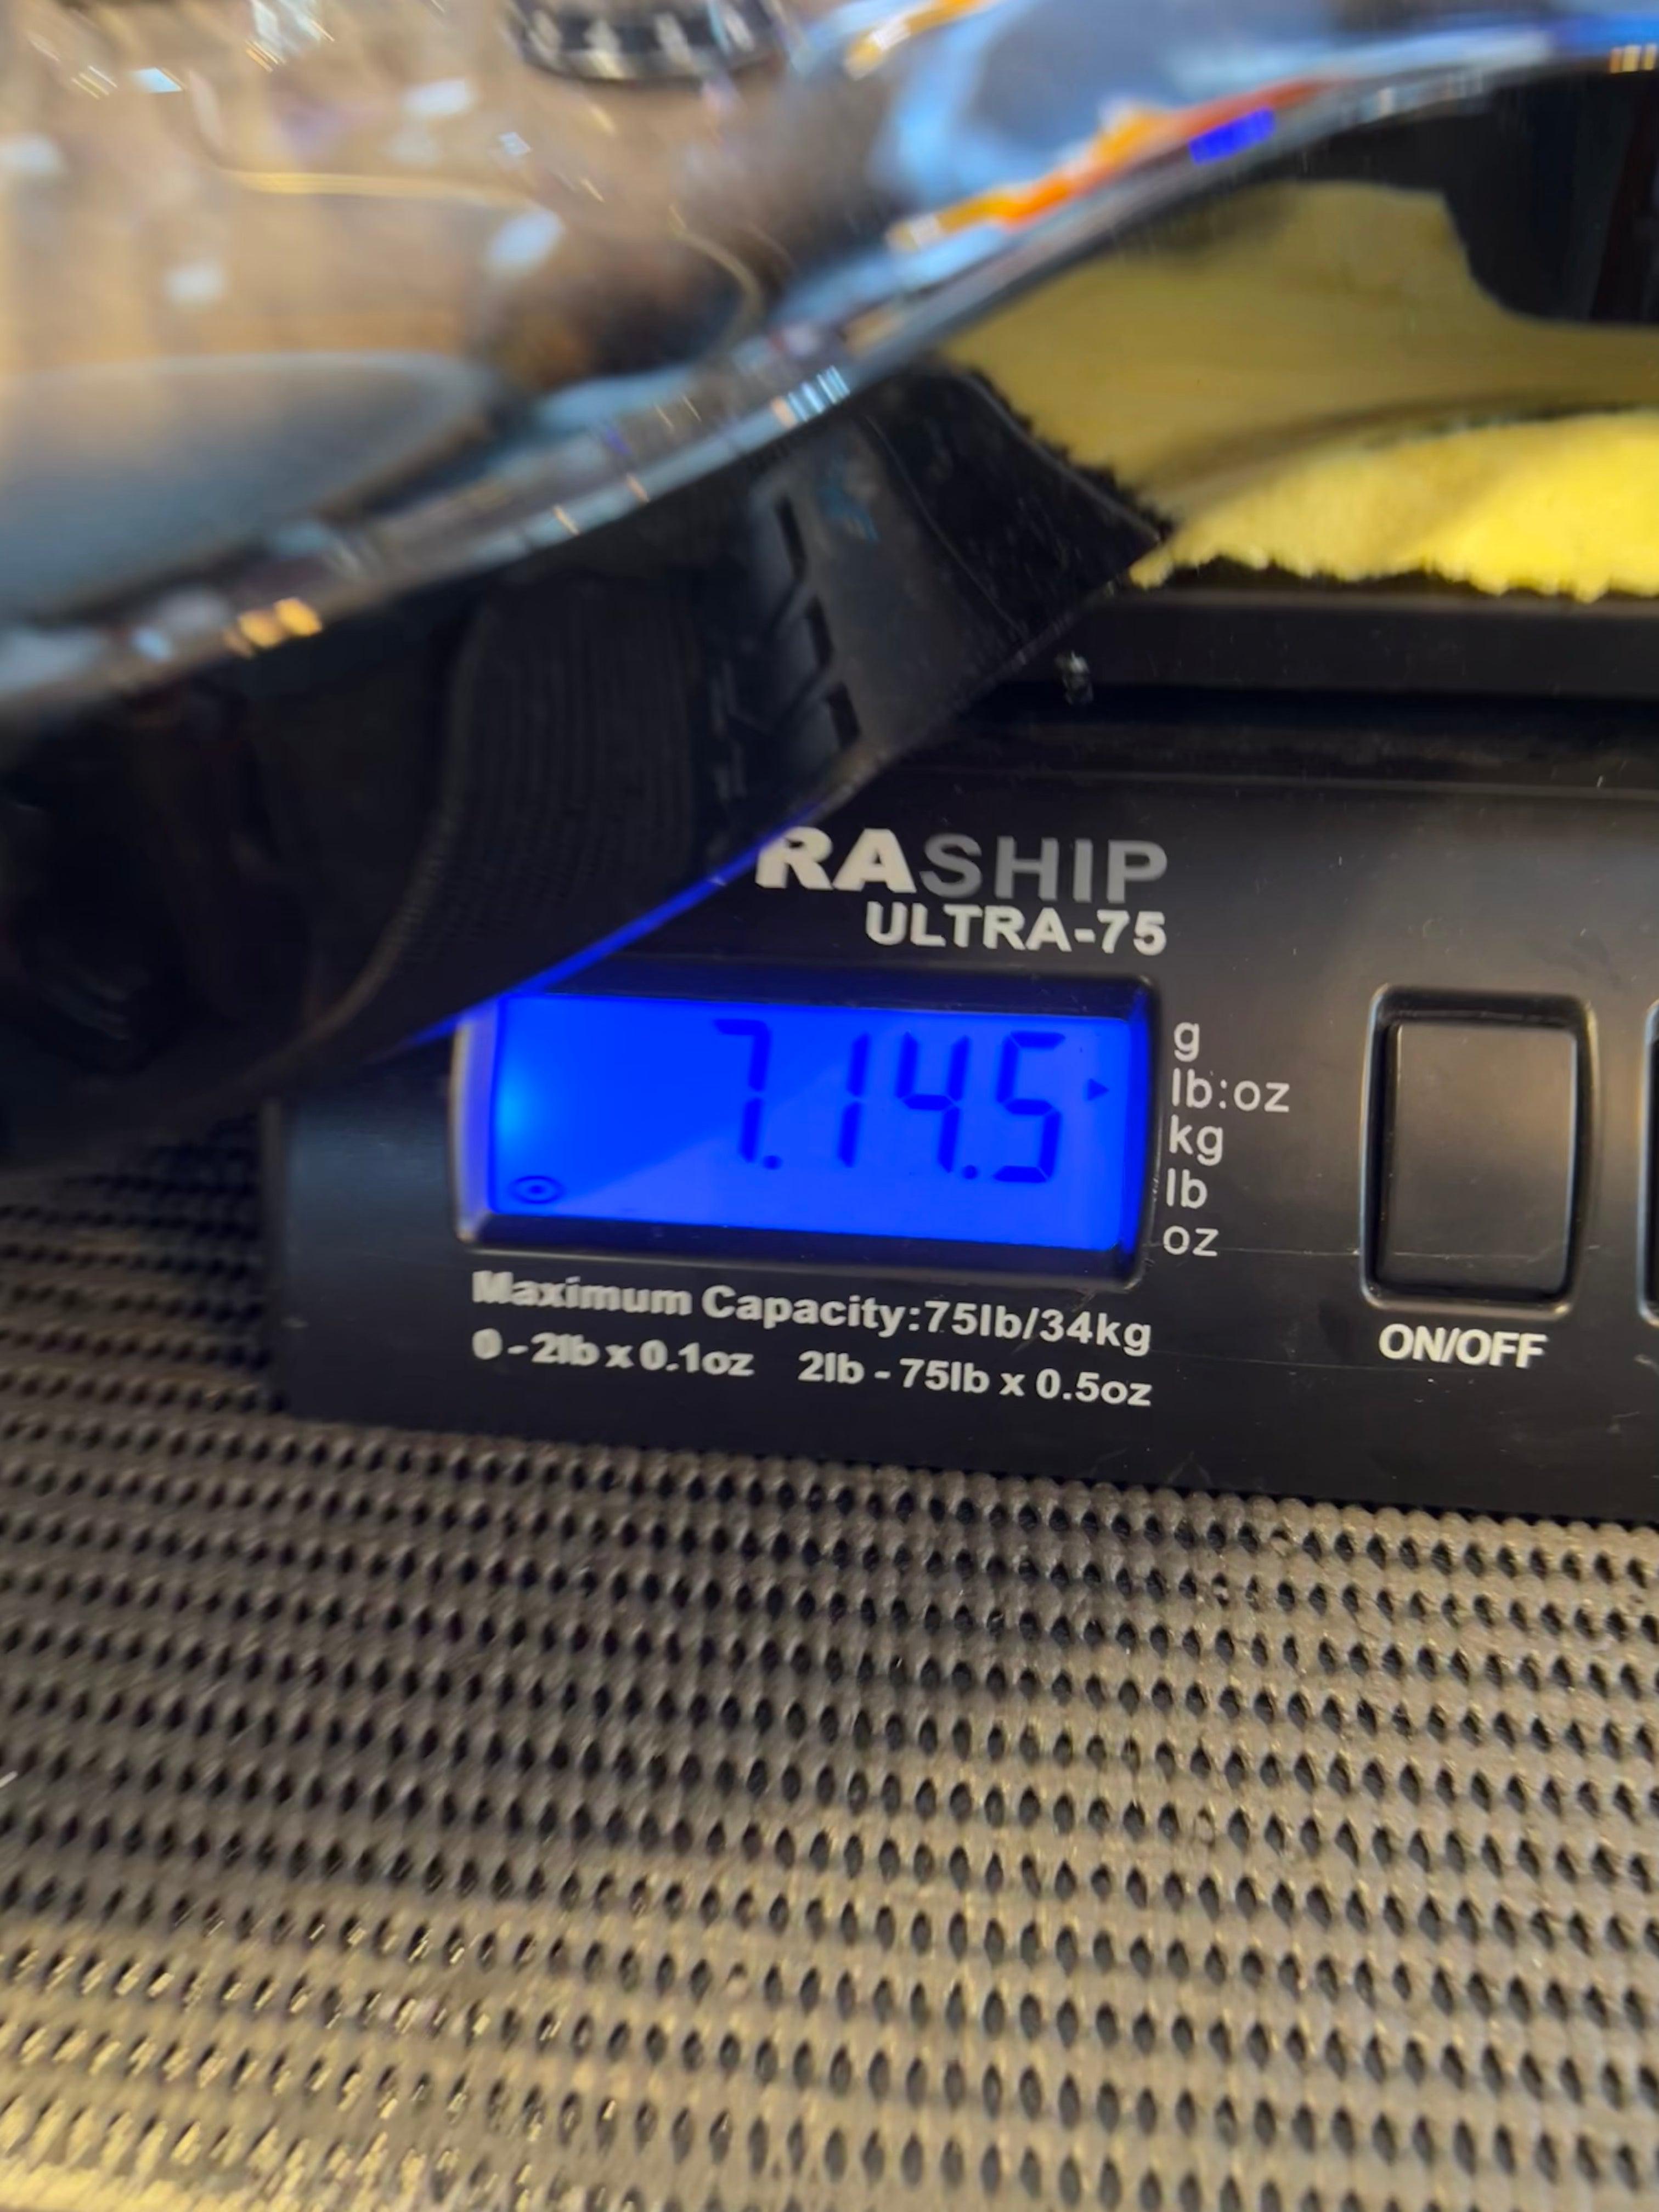 RASHIP
ULTRA-75
7.14.5
g
lb:oz
kg
lb
oz
Maximum Capacity:75lb/34kg
0-2lb x 0.1oz 2lb - 75lb x 0.5oz
ON/OFF